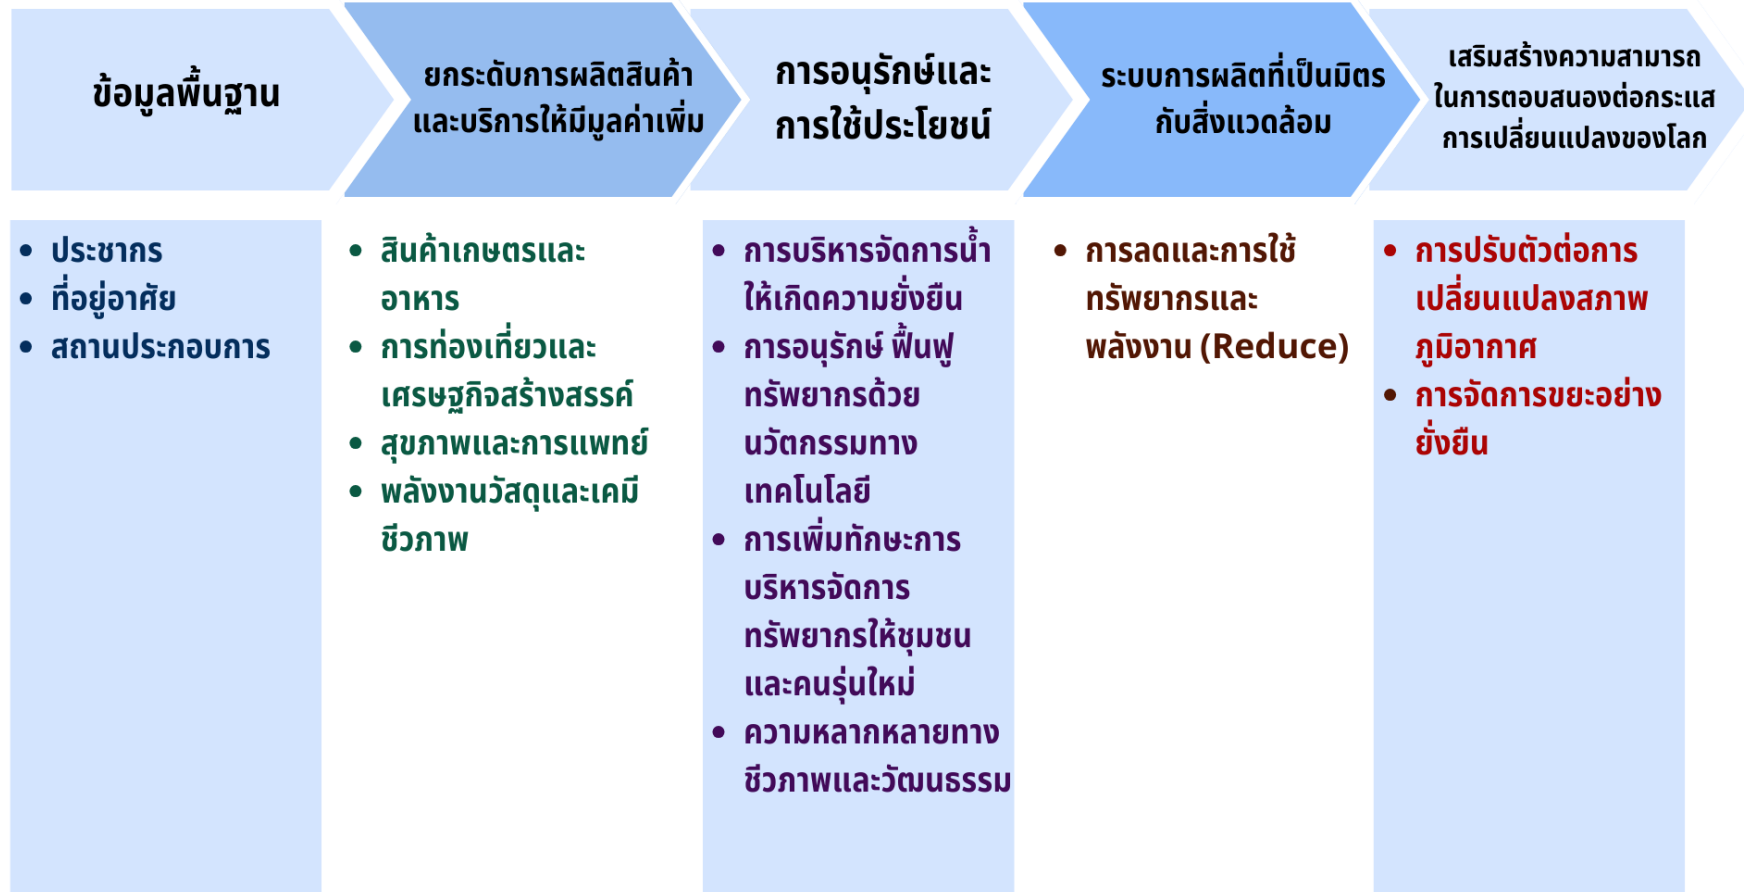 ข้อมูลพื้นฐาน
ยกระดับการผลิตสินค้า
และบริการให้มีมูลค่าเพิ่ม
การอนุรักษ์และ
การใช้ประโยชน์
ระบบการผลิตที่เป็นมิตร
กับสิ่งแวดล้อม
เสริมสร้างความสามารถ
ในการตอบสนองต่อกระแส
การเปลี่ยนแปลงของโลก
• ประชากร
• ที่อยู่อาศัย
• สถานประกอบการ
• สินค้าเกษตรและ
อาหาร
• การท่องเที่ยวและ
เศรษฐกิจสร้างสรรค์
• สุขภาพและการแพทย์
• พลังงานวัสดุและเคมี
ชีวภาพ
• การบริหารจัดการน้ำ
ให้เกิดความยั่งยืน
• การอนุรักษ์ ฟื้นฟู
ทรัพยากรด้วย
นวัตกรรมทาง
เทคโนโลยี
• การเพิ่มทักษะการ
บริหารจัดการ
ทรัพยากรให้ชุมชน
และคนรุ่นใหม่
• ความหลากหลายทาง
ชีวภาพและวัฒนธรรม
• การลดและการใช้
ทรัพยากรและ
พลังงาน (Reduce)
• การปรับตัวต่อการ
เปลี่ยนแปลงสภาพ
ภูมิอากาศ
• การจัดการขยะอย่าง
ยั่งยืน